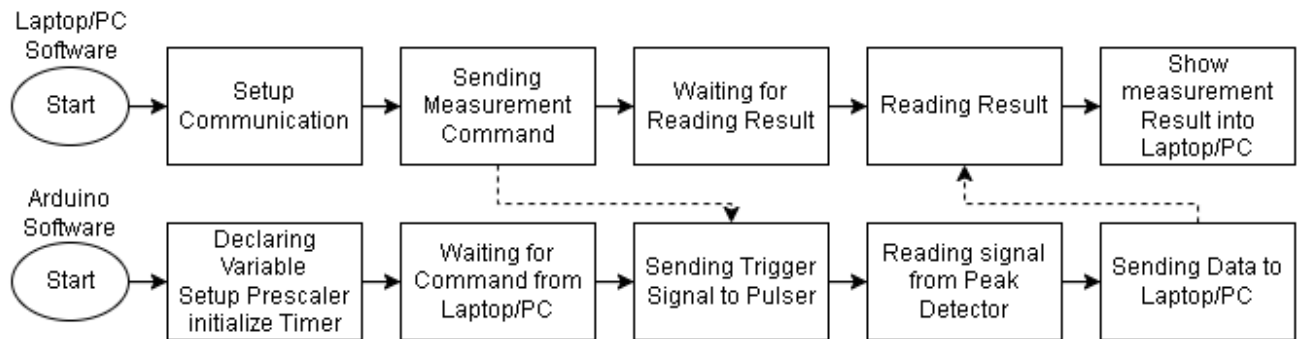 Laptop/PC
Software
Start
Setup
Communication
Sending
Measurement
Command
Waiting for
Reading Result
Reading Result
Show
measurement
Result into
Laptop/PC
Arduino
Software
Start
Declaring
Variable
Setup Prescaler
initialize Timer
Waiting for
Command from
Laptop/PC
Sending Trigger
Signal to Pulser
Reading signal
from Peak
Detector
Sending Data to
Laptop/PC